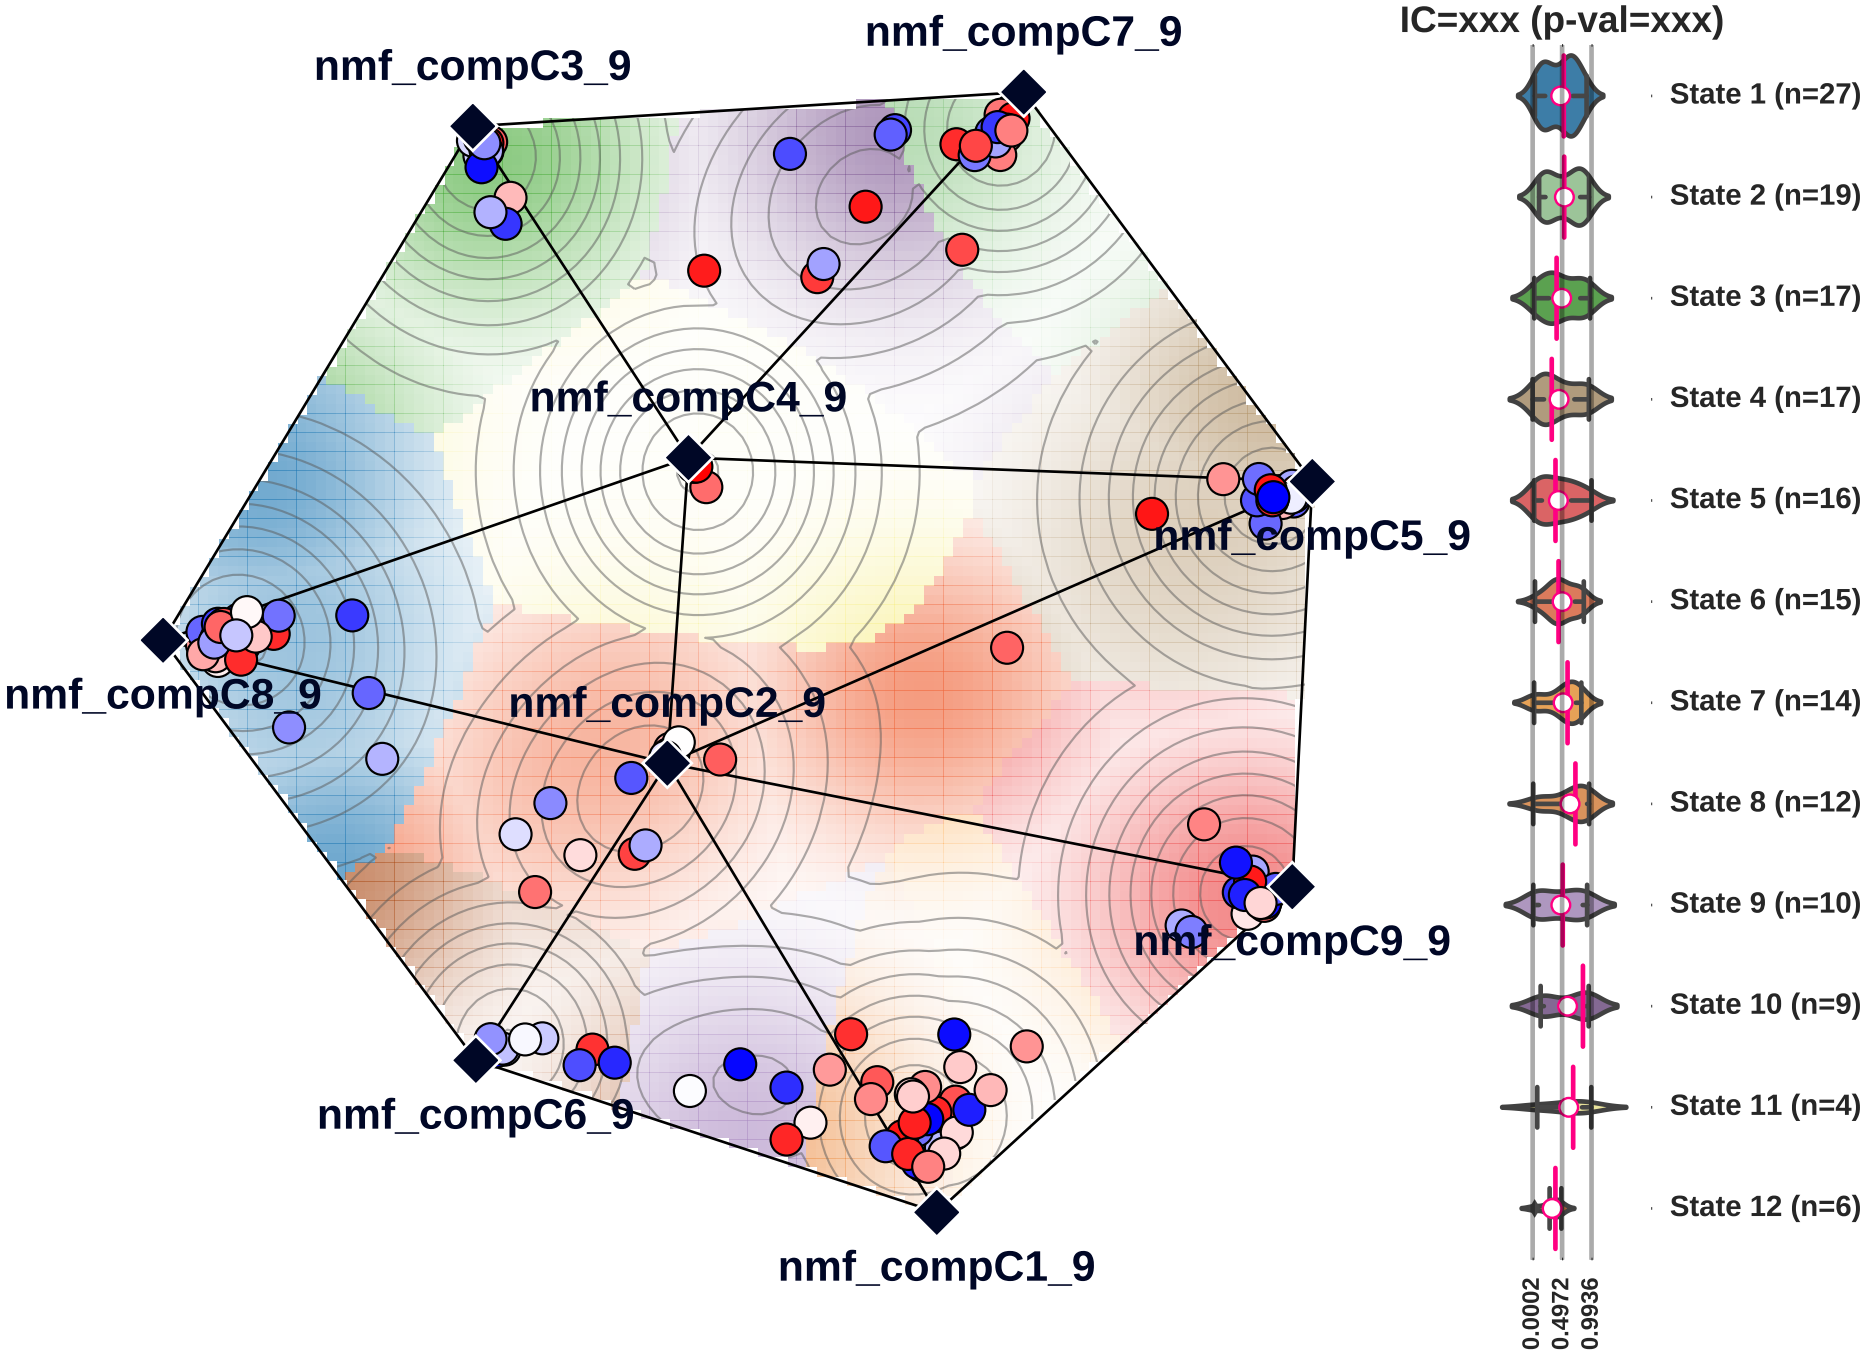 IC=xxx (p-val=xxx)
nmf_compC7_9
nmf_compC3_9
State 1 (n=27)
State 2 (n=19)
State 3 (n=17)
nmf_compC4_9
State 4 (n=17)
State 5 (n=16)
nmf_compC5_9
State 6 (n=15)
nmf_compC8_9
nmf_compC2_9
State 7 (n=14)
State 8 (n=12)
State 9 (n=10)
nmf_compC9_9
State 10 (n=9)
nmf_compC6_9
State 11 (n=4)
State 12 (n=6)
nmf_compC1_9
0.0002
0.4972
0.9936